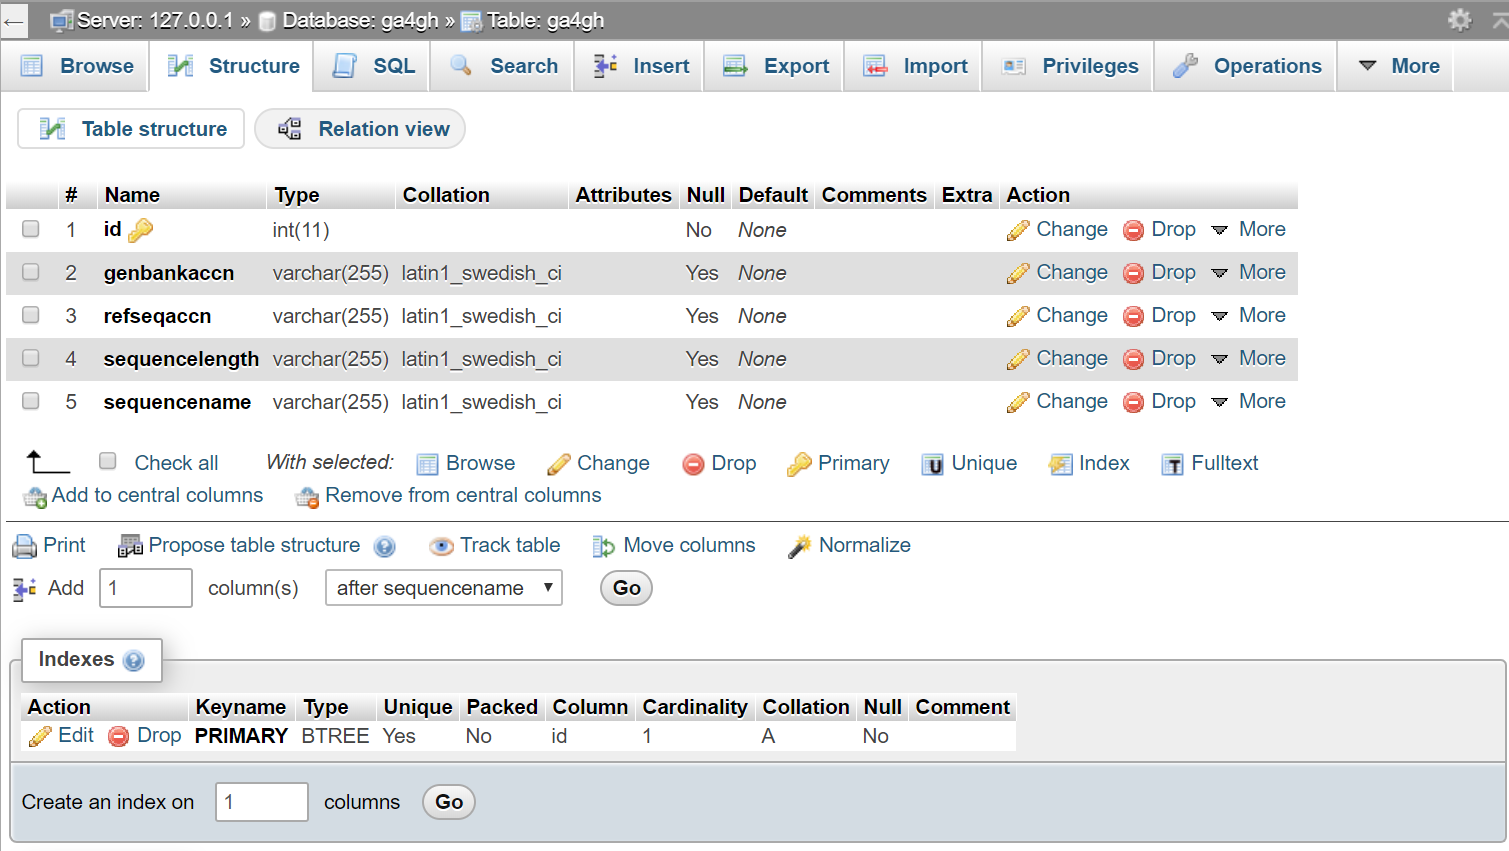 Server: 127.0.0.1 » Database: ga4gh » Table: ga4gh
Browse Structure SQL Search Insert Export Import Privileges Operations More
Table structure Relation view
# Name Type Collation Attributes Null Default Comments Extra Action
1 id int(11) No None Change Drop More
2 genbankaccn varchar(255) latin1_swedish_ci Yes None Change Drop More
3 refseqaccn varchar(255) latin1_swedish_ci Yes None Change Drop More
4 sequencelength varchar(255) latin1_swedish_ci Yes None Change Drop More
5 sequencename varchar(255) latin1_swedish_ci Yes None Change Drop More
Check all With selected: Browse Change Drop Primary Unique Index Fulltext
Add to central columns Remove from central columns
Print Propose table structure Track table Move columns Normalize
Add 1 column(s) after sequencename Go
Indexes
Action Keyname Type Unique Packed Column Cardinality Collation Null Comment
Edit Drop PRIMARY BTREE Yes No id 1 A No
Create an index on 1 columns Go